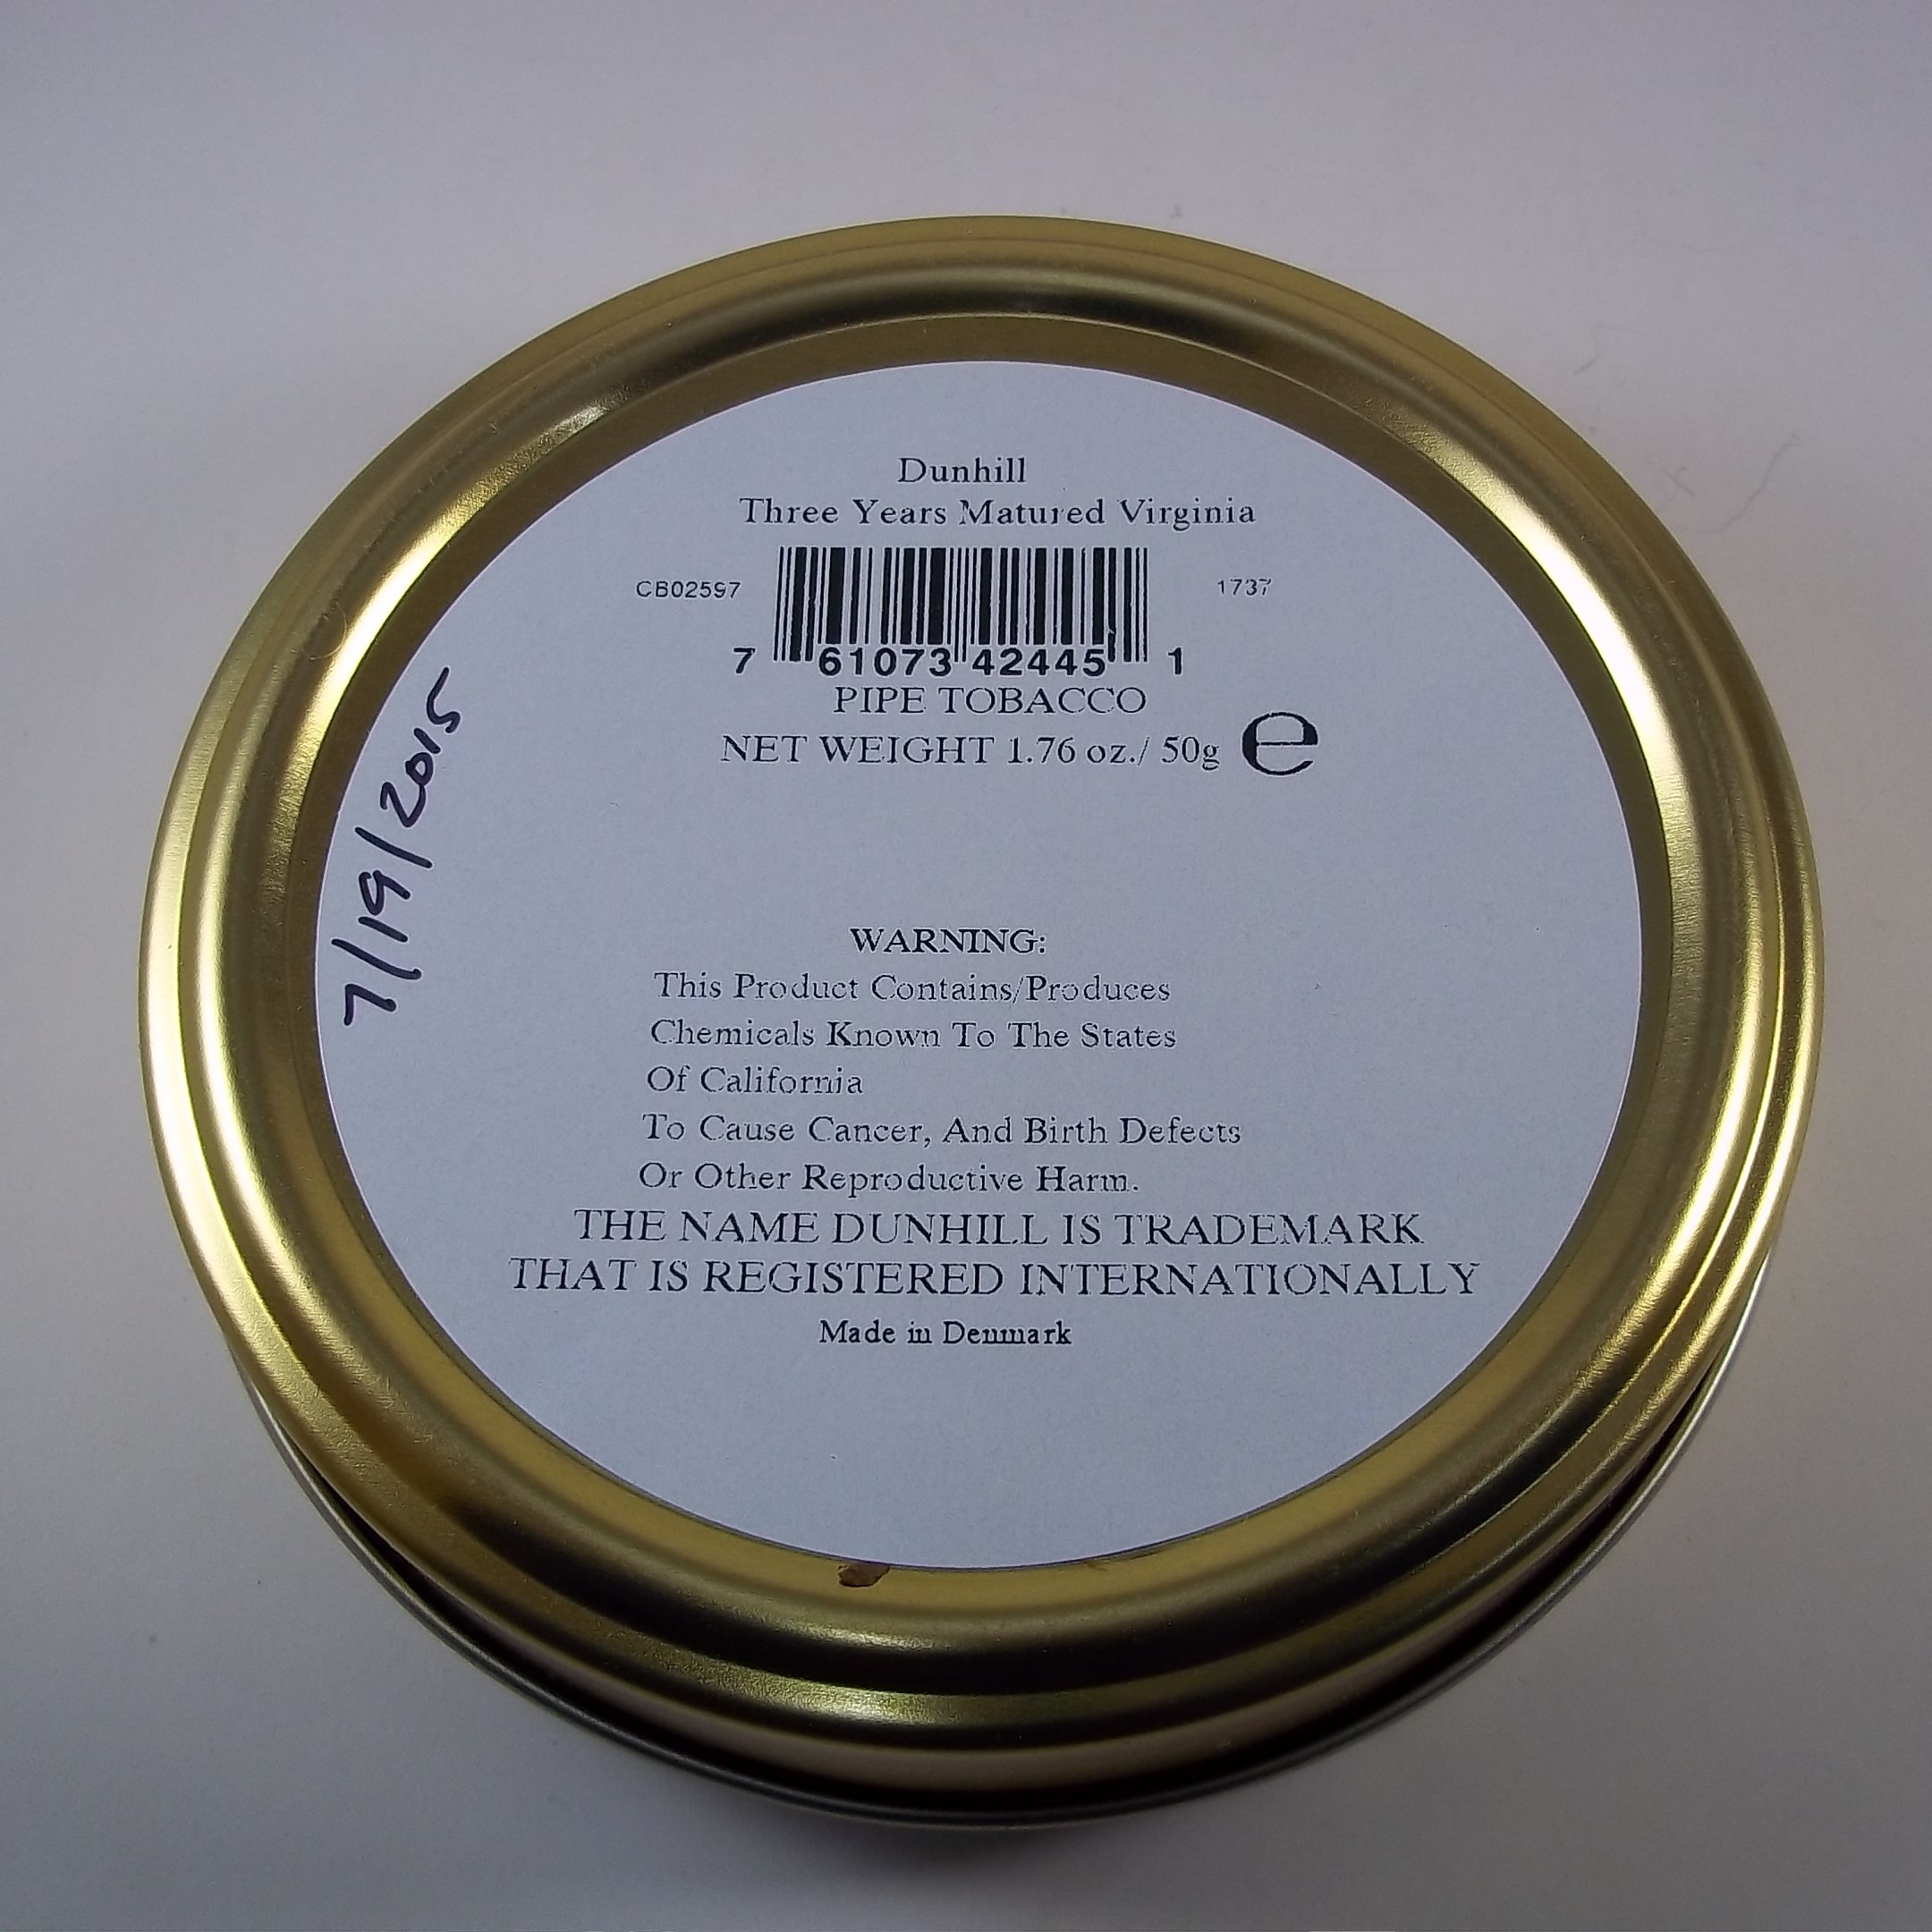 Dunhill
Three Years Matured Virginia
CB02597
1737
7 61073 42445 1
PIPE TOBACCO
NET WEIGHT 1.76 oz./ 50g e
7/19/2015
WARNING:
This Product Contains/Produces
Chemicals Known To The States
Of California
To Cause Cancer, And Birth Defects
Or Other Reproductive Harm.
THE NAME DUNHILL IS TRADEMARK
THAT IS REGISTERED INTERNATIONALLY
Made in Denmark